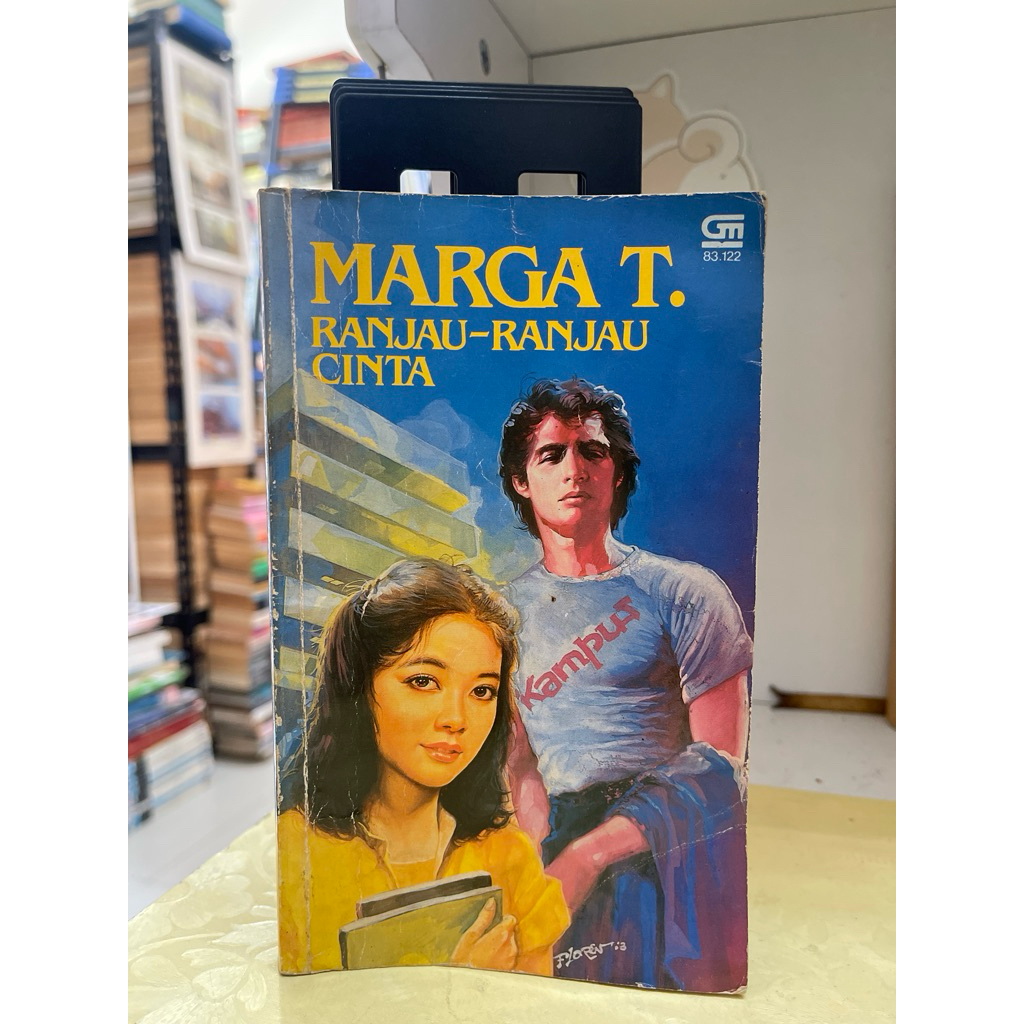 GM
83.122
MARGA T.
RANJAU-RANJAU
CINTA
Kampus